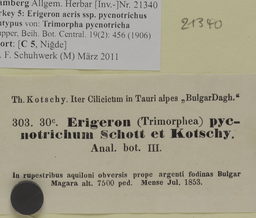 amberg Allgem. Herbar [Inv.-]Nr. 21340
rkey 5: Erigeron acris ssp. pycnotrichus
ntypus von: Trimorpha pycnotricha
upper, Beih. Bot. Central. 19(2): 456 (1906)
ort: [C 5, Niğde]
. F. Schuhwerk (M) März 2011
21340
Th. Kotschy. Iter Cilicicum in Tauri alpes „BulgarDagh."
303. 30ᶜ. Erigeron (Trimorphea) pyc-
notrichum Schott et Kotschy.
Anal. bot. III.
In rupestribus aquiloni obversis prope argenti fodinas Bulgar
Magara alt. 7500 ped. Mense Jul. 1853.